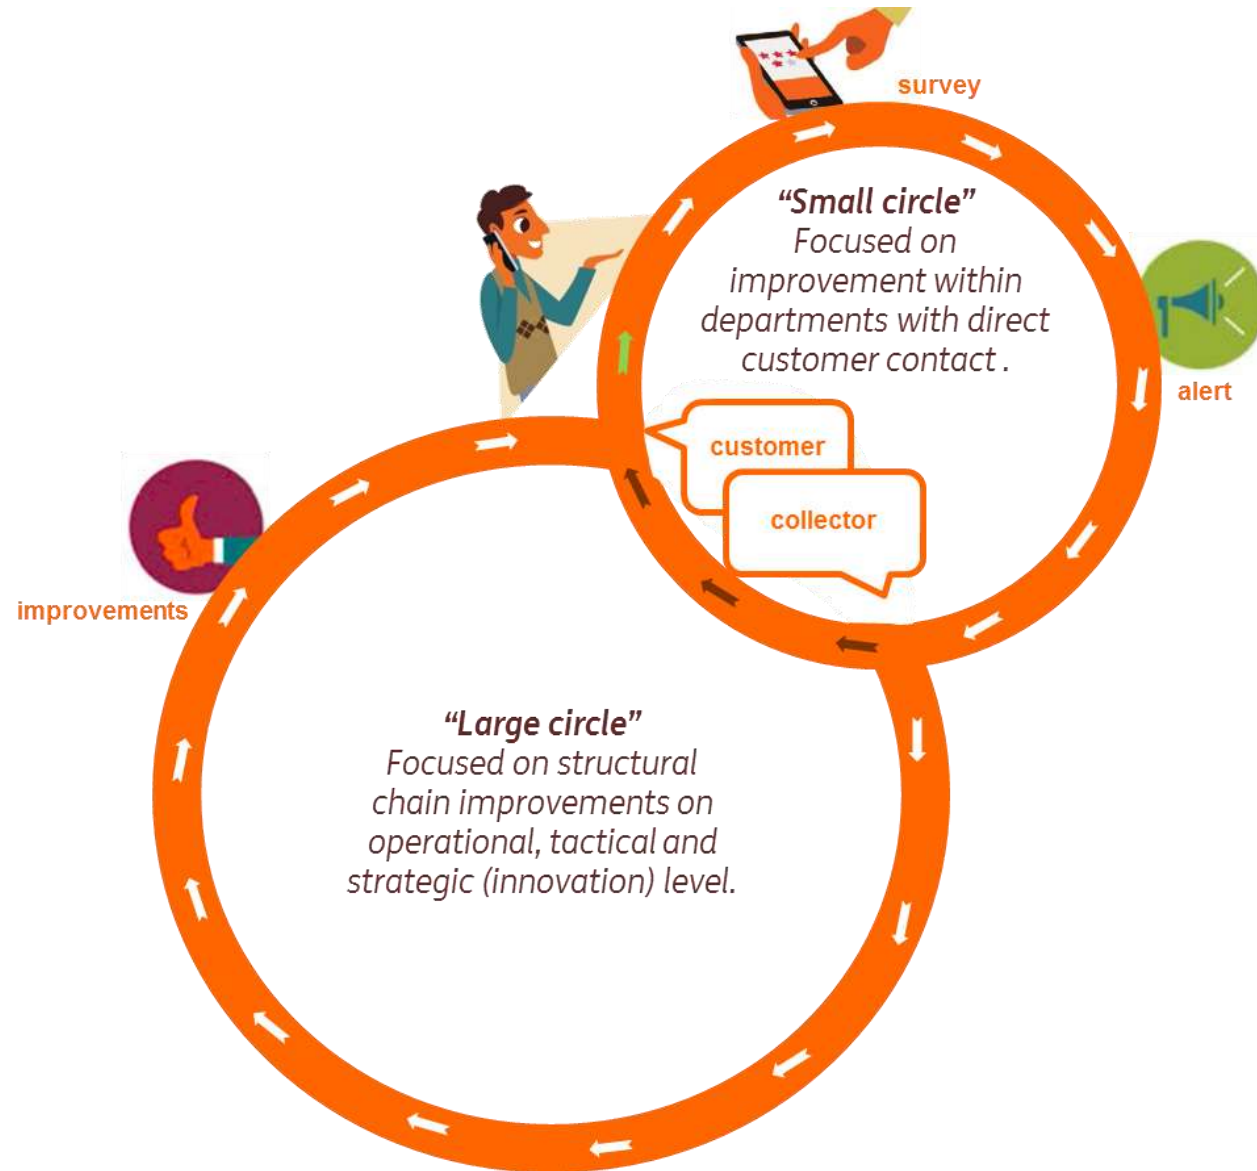 survey
“Small circle”
Focused on
improvement within
departments with direct
customer contact .
alert
customer
collector
improvements
“Large circle”
Focused on structural
chain improvements on
operational, tactical and
strategic (innovation) level.